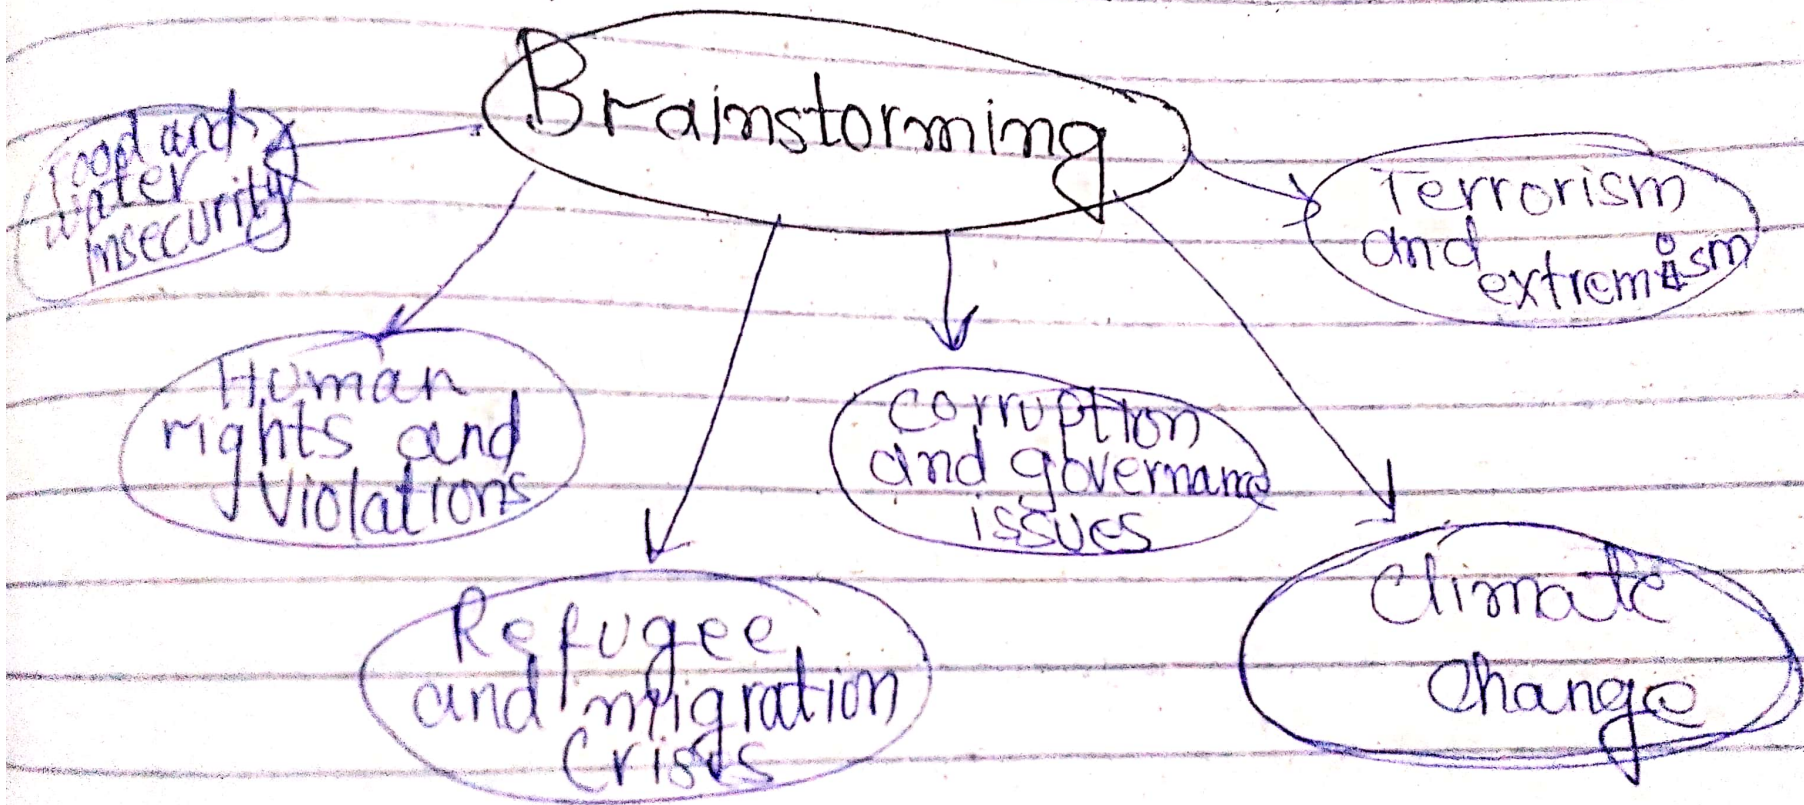 Brainstorming
Food and
water
insecurity
Terrorism
and
extremism
Human
rights and
violations
corruption
and governance
issues
Refugee
and migration
Crisis
Climate
Change